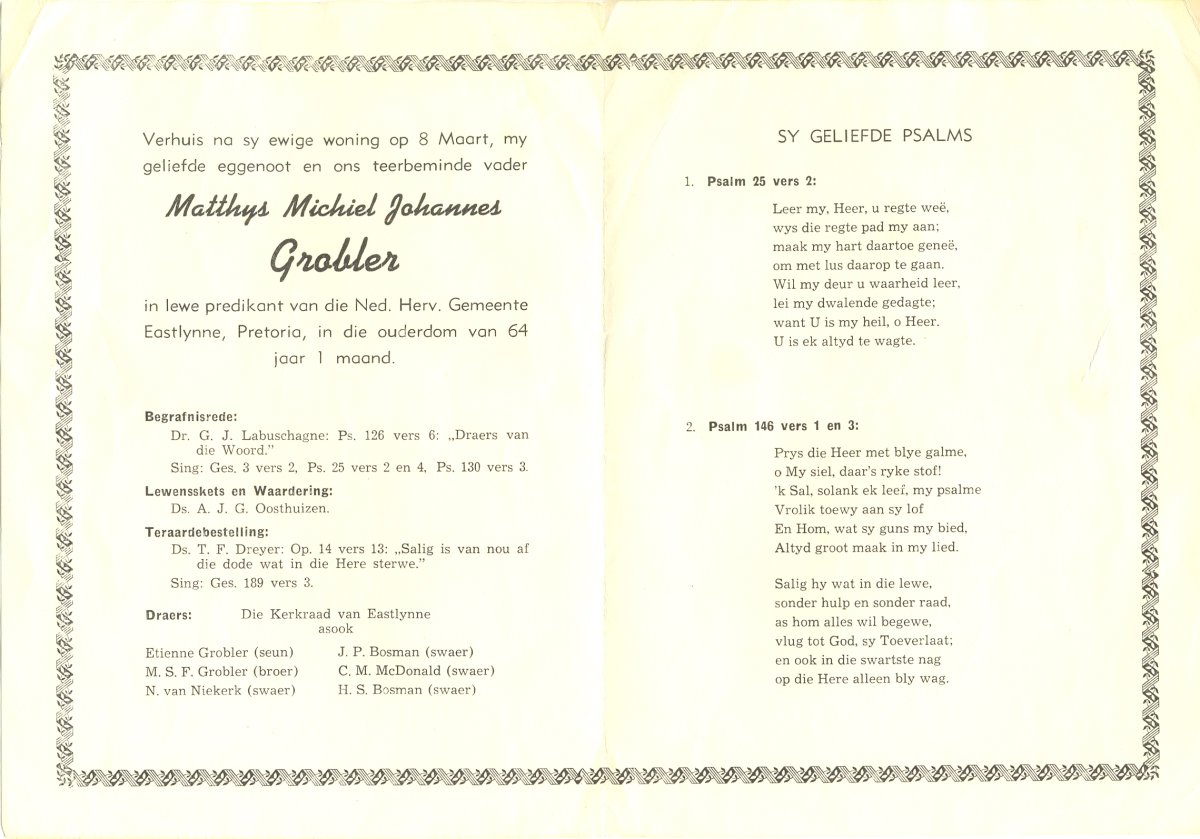 Verhuis na sy ewige woning op 8 Maart, my
geliefde eggenoot en ons teerbeminde vader
Matthys Michiel Johannes
Grobler
in lewe predikant van die Ned. Herv. Gemeente
Eastlynne, Pretoria, in die ouderdom van 64
jaar 1 maand.
Begrafnisrede:
Dr. G. J. Labuschagne: Ps. 126 vers 6: „Draers van
die Woord.”
Sing: Ges. 3 vers 2, Ps. 25 vers 2 en 4, Ps. 130 vers 3.
Lewensskets en Waardering:
Ds. A. J. G. Oosthuizen.
Teraardebestelling:
Ds. T. F. Dreyer: Op. 14 vers 13: „Salig is van nou af
die dode wat in die Here sterwe.”
Sing: Ges. 189 vers 3.
Draers: Die Kerkraad van Eastlynne
asook
Etienne Grobler (seun) J. P. Bosman (swaer)
M. S. F. Grobler (broer) C. M. McDonald (swaer)
N. van Niekerk (swaer) H. S. Bosman (swaer)
SY GELIEFDE PSALMS
1. Psalm 25 vers 2:
Leer my, Heer, u regte weë,
wys die regte pad my aan;
maak my hart daartoe geneë,
om met lus daarop te gaan.
Wil my deur u waarheid leer,
lei my dwalende gedagte;
want U is my heil, o Heer.
U is ek altyd te wagte.
2. Psalm 146 vers 1 en 3:
Prys die Heer met blye galme,
o My siel, daar's ryke stof!
'k Sal, solank ek leef, my psalme
Vrolik toewy aan sy lof
En Hom, wat sy guns my bied,
Altyd groot maak in my lied.
Salig hy wat in die lewe,
sonder hulp en sonder raad,
as hom alles wil begewe,
vlug tot God, sy Toeverlaat;
en ook in die swartste nag
op die Here alleen bly wag.